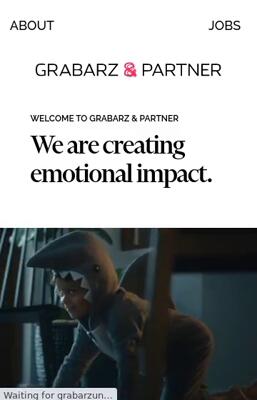 ABOUT JOBS
GRABARZ & PARTNER
WELCOME TO GRABARZ & PARTNER
We are creating
emotional impact.
Waiting for grabarzun...